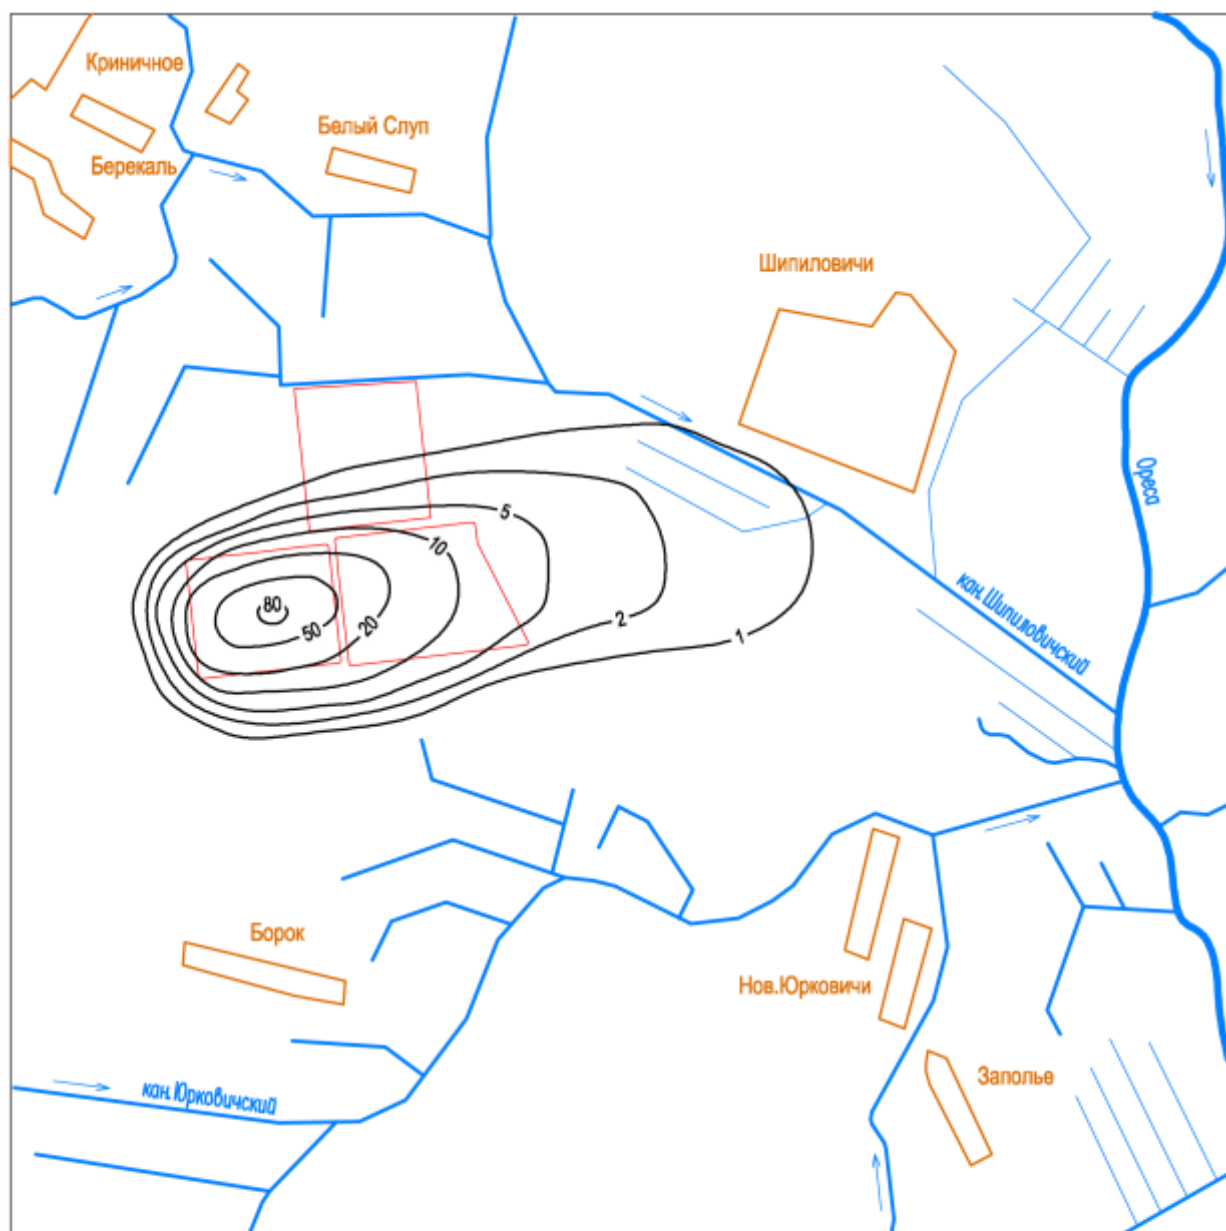 Криничное
Белый Слуп
Берекаль
Шипиловичи
Ореса
5
10
кан. Шипиловичский
80
50
20
2
1
Борок
Нов.Юрковичи
Заполье
кан. Юрковичский